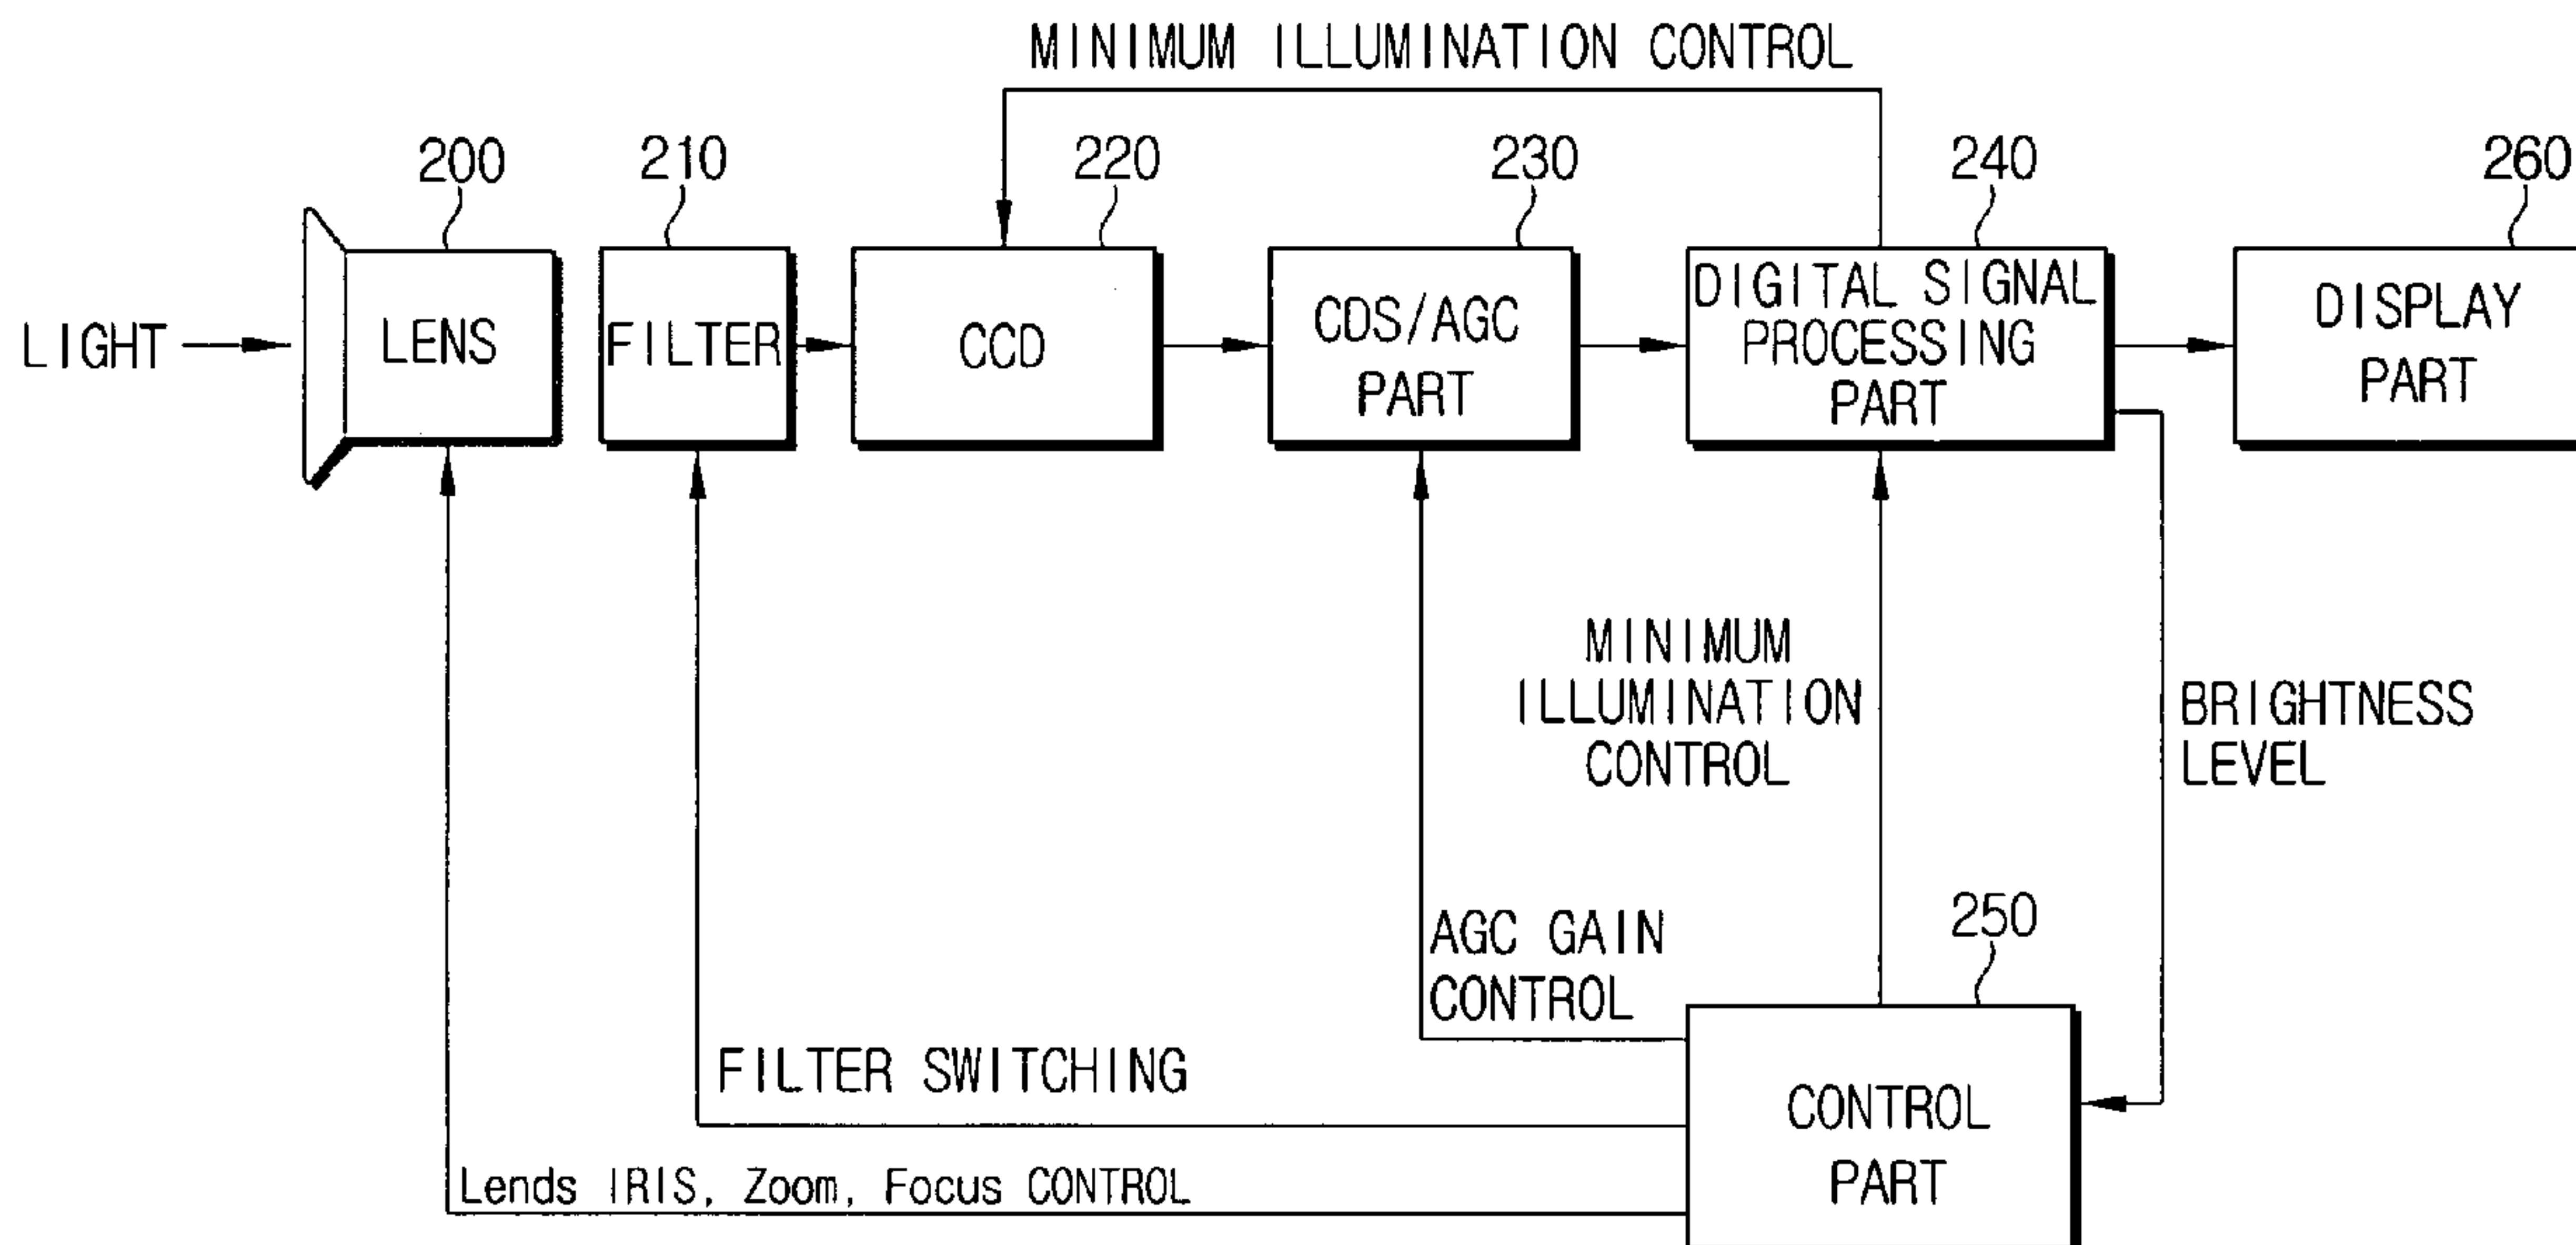 MINIMUM ILLUMINATION CONTROL
200
210
220
230
240
260
LIGHT
LENS
FILTER
CCD
CDS/AGC
PART
DIGITAL SIGNAL
PROCESSING
PART
DISPLAY
PART
MINIMUM
ILLUMINATION
CONTROL
BRIGHTNESS
LEVEL
AGC GAIN
CONTROL
250
FILTER SWITCHING
CONTROL
PART
Lends IRIS, Zoom, Focus CONTROL